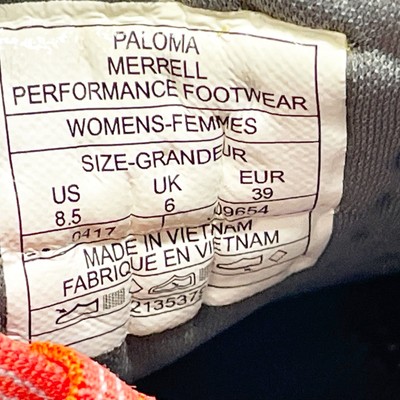 PALOMA
MERRELL
PERFORMANCE FOOTWEAR
WOMENS-FEMMES
SIZE-GRANDEUR
US UK EUR
8.5 6 39
0417
MADE IN VIETNAM
FABRIQUE EN VIETNAM